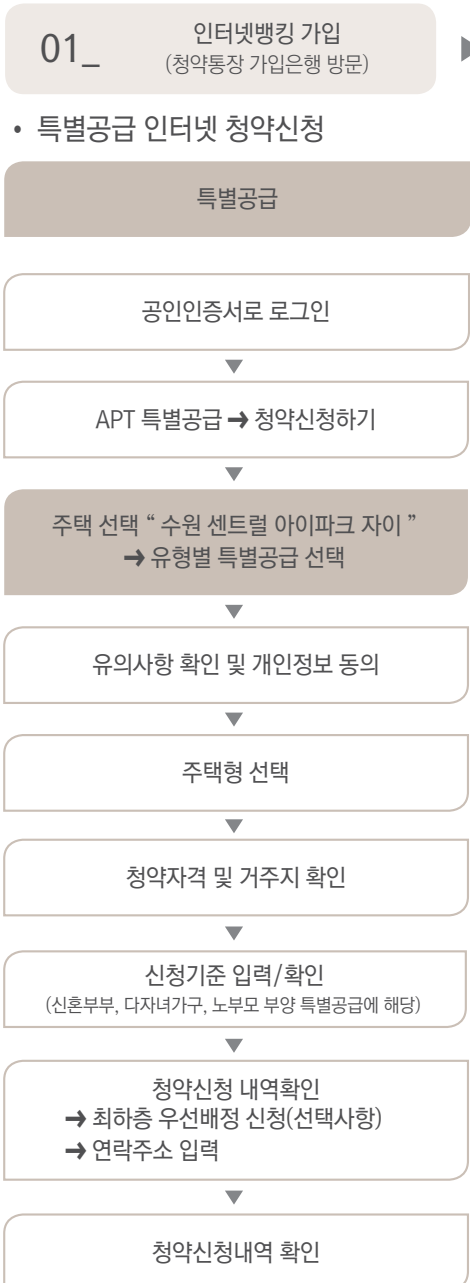 01_
인터넷뱅킹 가입
(청약통장 가입은행 방문)
• 특별공급 인터넷 청약신청
특별공급
공인인증서로 로그인
APT 특별공급 → 청약신청하기
주택 선택 “ 수원 센트럴 아이파크 자이 ”
→ 유형별 특별공급 선택
유의사항 확인 및 개인정보 동의
주택형 선택
청약자격 및 거주지 확인
신청기준 입력/확인
(신혼부부, 다자녀가구, 노부모 부양 특별공급에 해당)
청약신청 내역확인
→ 최하층 우선배정 신청(선택사항)
→ 연락주소 입력
청약신청내역 확인